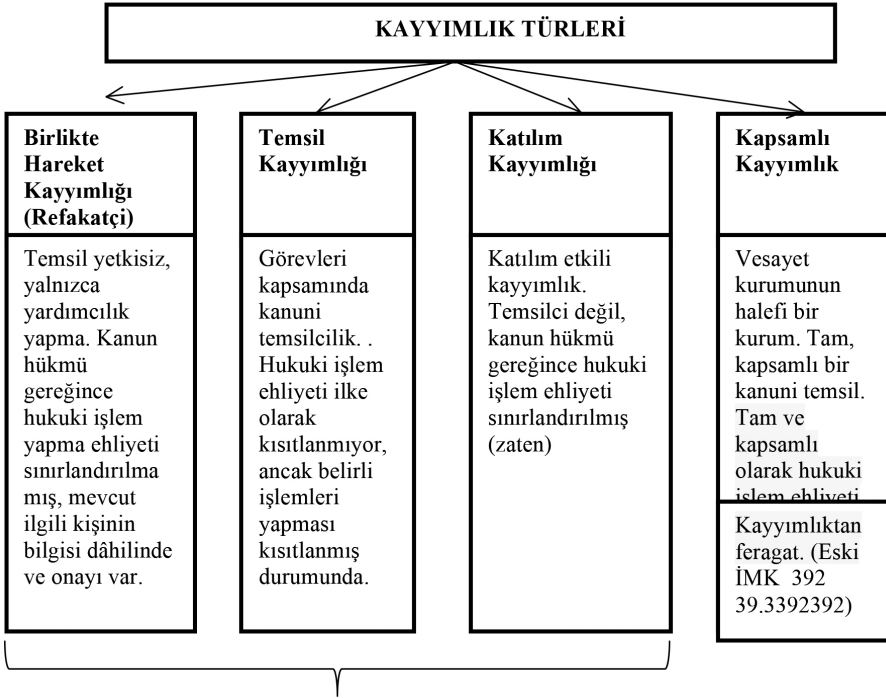 KAYYIMLIK TÜRLERİ
Birlikte
Hareket
Kayyımlığı
(Refakatçi)
Temsil yetkisiz,
yalnızca
yardımcılık
yapma. Kanun
hükmü
gereğince
hukuki işlem
yapma ehliyeti
sınırlandırılma
mış, mevcut
ilgili kişinin
bilgisi dâhilinde
ve onayı var.
Temsil
Kayyımlığı
Görevleri
kapsamında
kanuni
temsilcilik. .
Hukuki işlem
ehliyeti ilke
olarak
kısıtlanmıyor,
ancak belirli
işlemleri
yapması
kısıtlanmış
durumunda.
Katılım
Kayyımlığı
Katılım etkili
kayyımlık.
Temsilci değil,
kanun hükmü
gereğince hukuki
işlem ehliyeti
sınırlandırılmış
(zaten)
Kapsamlı
Kayyımlık
Vesayet
kurumunun
halefi bir
kurum. Tam,
kapsamlı bir
kanuni temsil.
Tam ve
kapsamlı
olarak hukuki
işlem ehliyeti
Kayyımlıktan
feragat. (Eski
İMK 392
39.3392392)